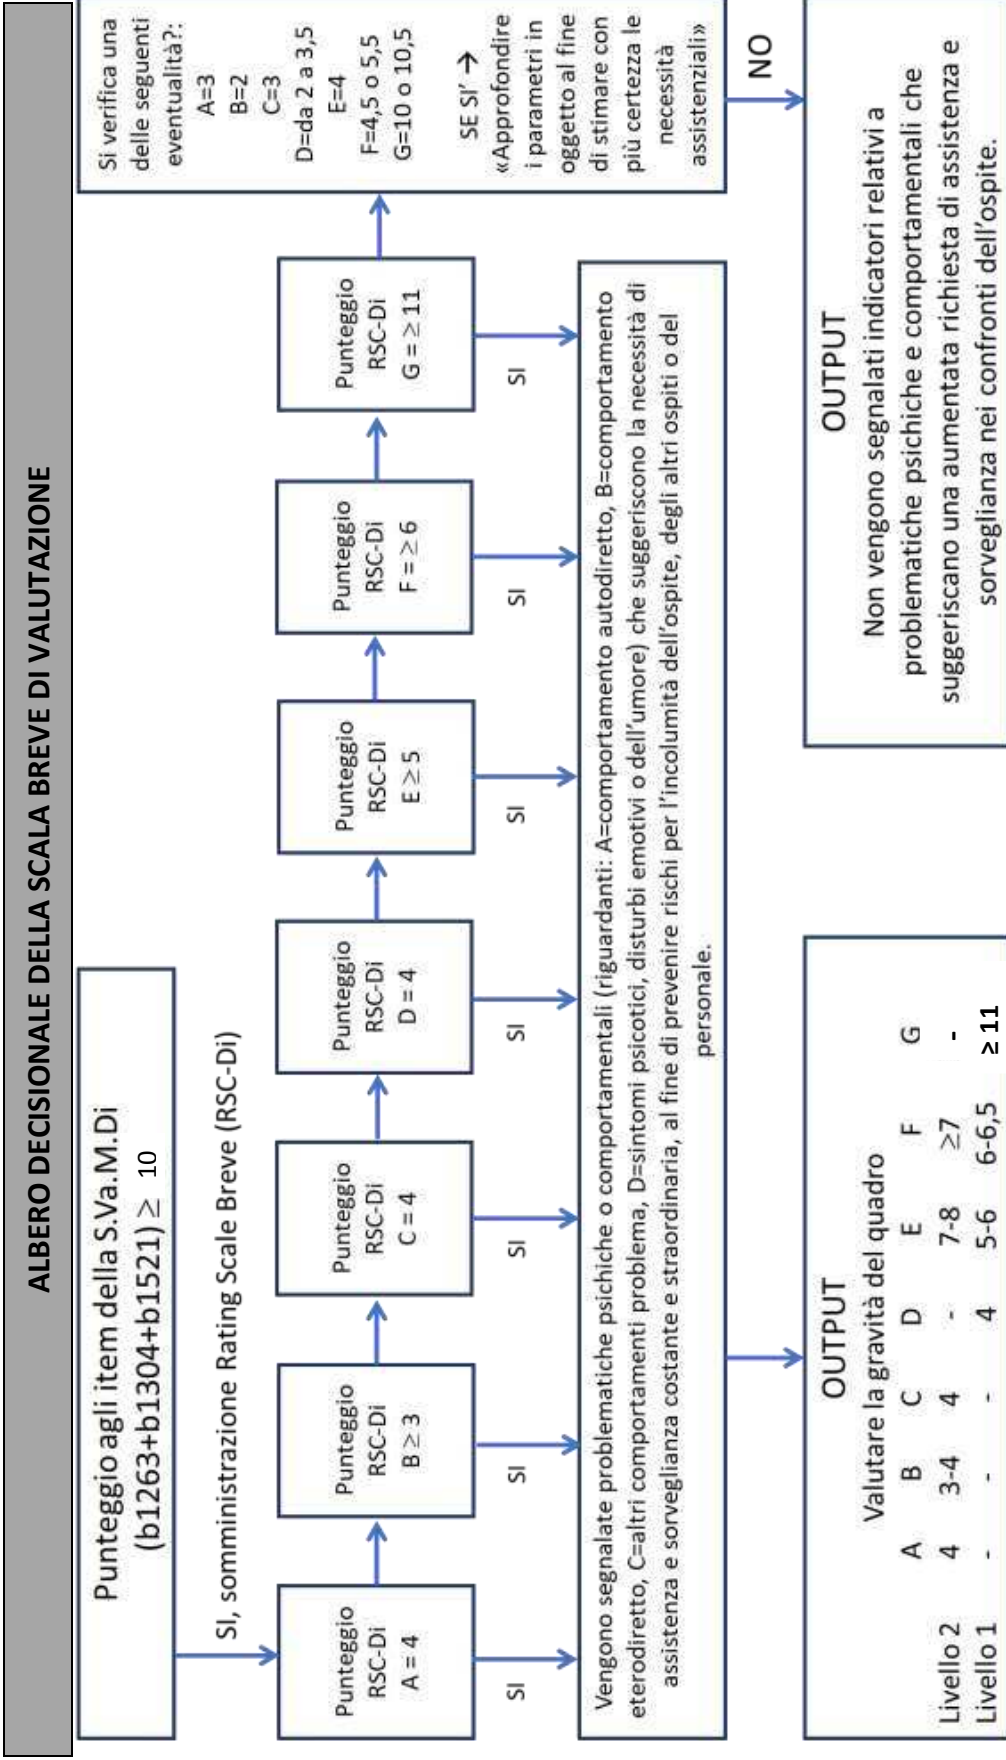 ALBERO DECISIONALE DELLA SCALA BREVE DI VALUTAZIONE
Punteggio agli item della S.Va.M.Di
(b1263+b1304+b1521) ≥ 10
SI, somministrazione Rating Scale Breve (RSC-Di)
Punteggio
RSC-Di
A = 4
Punteggio
RSC-Di
B ≥ 3
Punteggio
RSC-Di
C = 4
Punteggio
RSC-Di
D = 4
Punteggio
RSC-Di
E ≥ 5
Punteggio
RSC-Di
F = ≥ 6
Punteggio
RSC-Di
G = ≥ 11
Si verifica una
delle seguenti
eventualità?:
A=3
B=2
C=3
D=da 2 a 3,5
E=4
F=4,5 o 5,5
G=10 o 10,5
SE SI' →
«Approfondire
i parametri in
oggetto al fine
di stimare con
più certezza le
necessità
assistenziali»
SI
SI
SI
SI
SI
SI
SI
NO
Vengono segnalate problematiche psichiche o comportamentali (riguardanti: A=comportamento autodiretto, B=comportamento
eterodiretto, C=altri comportamenti problema, D=sintomi psicotici, disturbi emotivi o dell'umore) che suggeriscono la necessità di
assistenza e sorveglianza costante e straordinaria, al fine di prevenire rischi per l'incolumità dell'ospite, degli altri ospiti o del
personale.
OUTPUT
Valutare la gravità del quadro
A B C D E F G
Livello 2 4 3-4 4 - 7-8 ≥7 -
Livello 1 - - - 4 5-6 6-6,5 ≥ 11
OUTPUT
Non vengono segnalati indicatori relativi a
problematiche psichiche e comportamentali che
suggeriscano una aumentata richiesta di assistenza e
sorveglianza nei confronti dell'ospite.